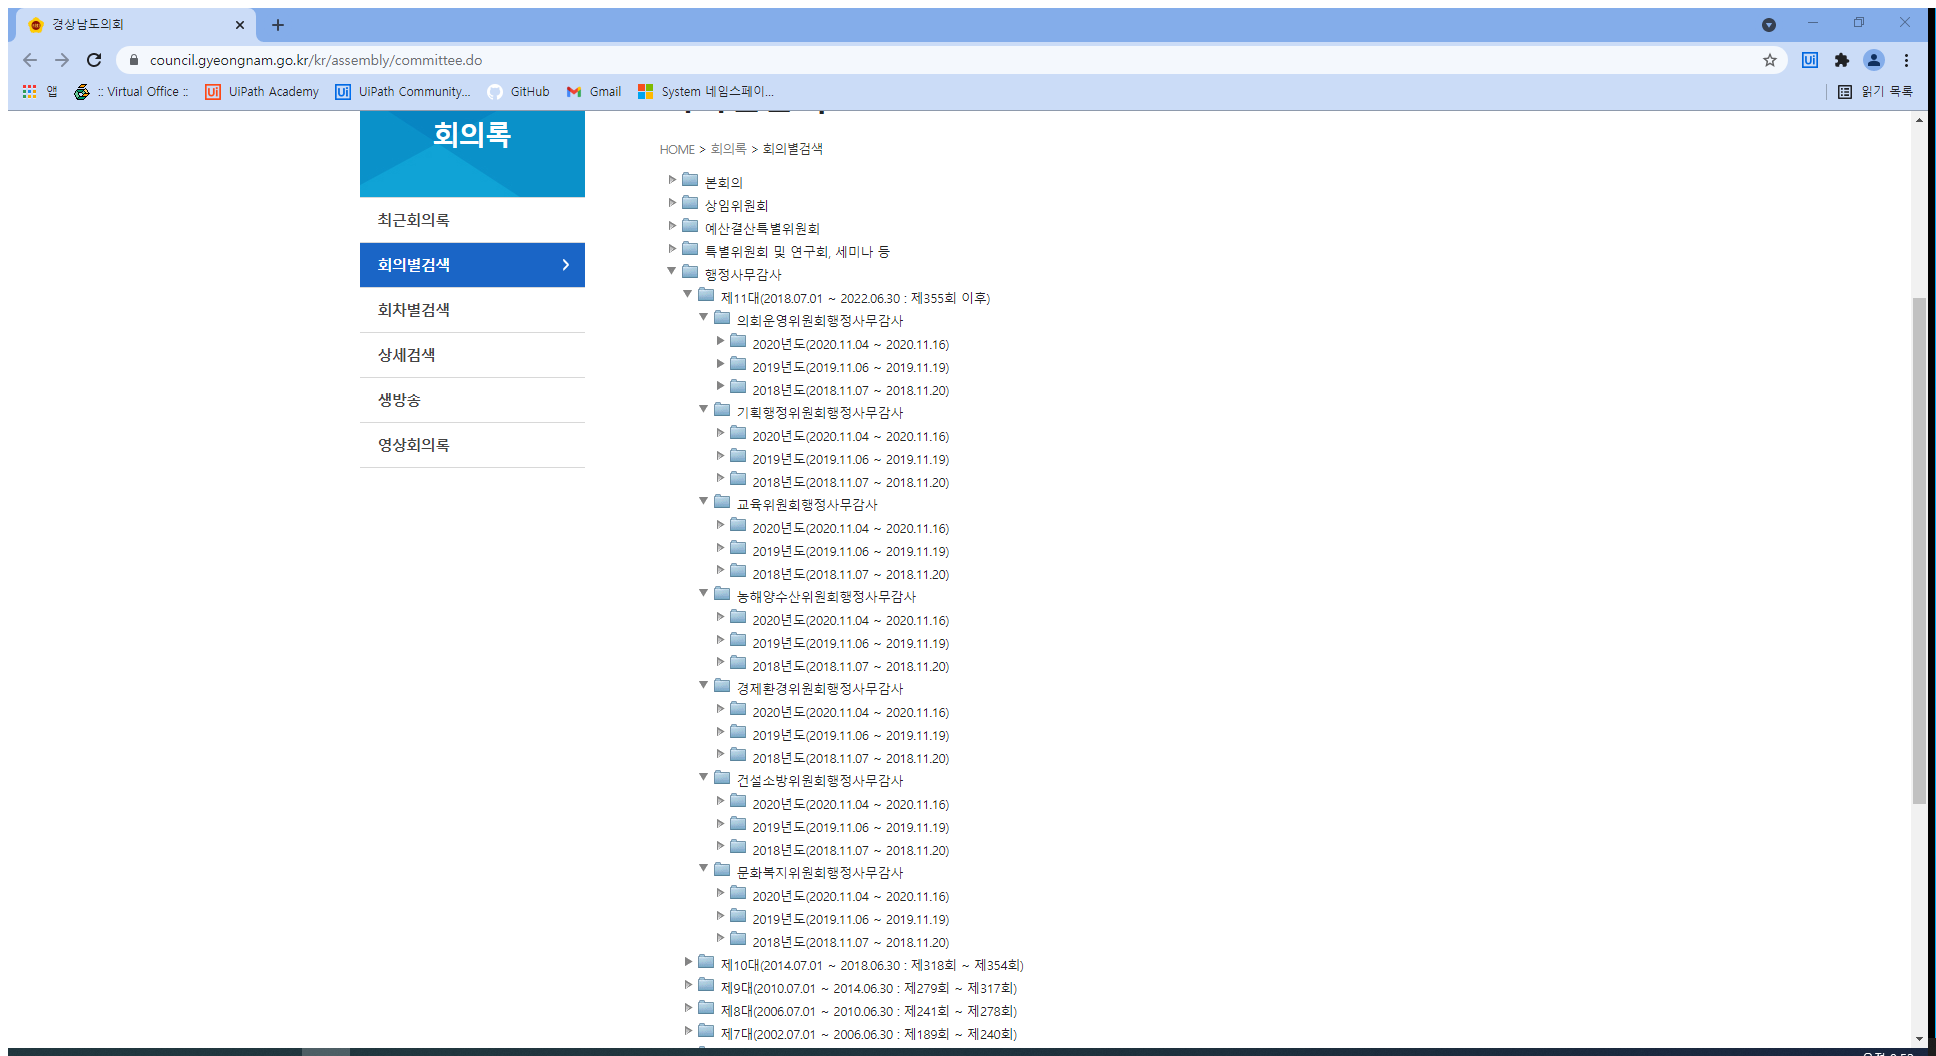 경상남도의회
council.gyeongnam.go.kr/kr/assembly/committee.do
앱 :: Virtual Office :: UiPath Academy UiPath Community... GitHub Gmail System 네임스페이... 읽기 목록
회의록
최근회의록
회의별검색
회차별검색
상세검색
생방송
영상회의록
HOME > 회의록 > 회의별검색
본회의
상임위원회
예산결산특별위원회
특별위원회 및 연구회, 세미나 등
행정사무감사
제11대(2018.07.01 ~ 2022.06.30 : 제355회 이후)
의회운영위원회행정사무감사
2020년도(2020.11.04 ~ 2020.11.16)
2019년도(2019.11.06 ~ 2019.11.19)
2018년도(2018.11.07 ~ 2018.11.20)
기획행정위원회행정사무감사
2020년도(2020.11.04 ~ 2020.11.16)
2019년도(2019.11.06 ~ 2019.11.19)
2018년도(2018.11.07 ~ 2018.11.20)
교육위원회행정사무감사
2020년도(2020.11.04 ~ 2020.11.16)
2019년도(2019.11.06 ~ 2019.11.19)
2018년도(2018.11.07 ~ 2018.11.20)
농해양수산위원회행정사무감사
2020년도(2020.11.04 ~ 2020.11.16)
2019년도(2019.11.06 ~ 2019.11.19)
2018년도(2018.11.07 ~ 2018.11.20)
경제환경위원회행정사무감사
2020년도(2020.11.04 ~ 2020.11.16)
2019년도(2019.11.06 ~ 2019.11.19)
2018년도(2018.11.07 ~ 2018.11.20)
건설소방위원회행정사무감사
2020년도(2020.11.04 ~ 2020.11.16)
2019년도(2019.11.06 ~ 2019.11.19)
2018년도(2018.11.07 ~ 2018.11.20)
문화복지위원회행정사무감사
2020년도(2020.11.04 ~ 2020.11.16)
2019년도(2019.11.06 ~ 2019.11.19)
2018년도(2018.11.07 ~ 2018.11.20)
제10대(2014.07.01 ~ 2018.06.30 : 제318회 ~ 제354회)
제9대(2010.07.01 ~ 2014.06.30 : 제279회 ~ 제317회)
제8대(2006.07.01 ~ 2010.06.30 : 제241회 ~ 제278회)
제7대(2002.07.01 ~ 2006.06.30 : 제189회 ~ 제240회)